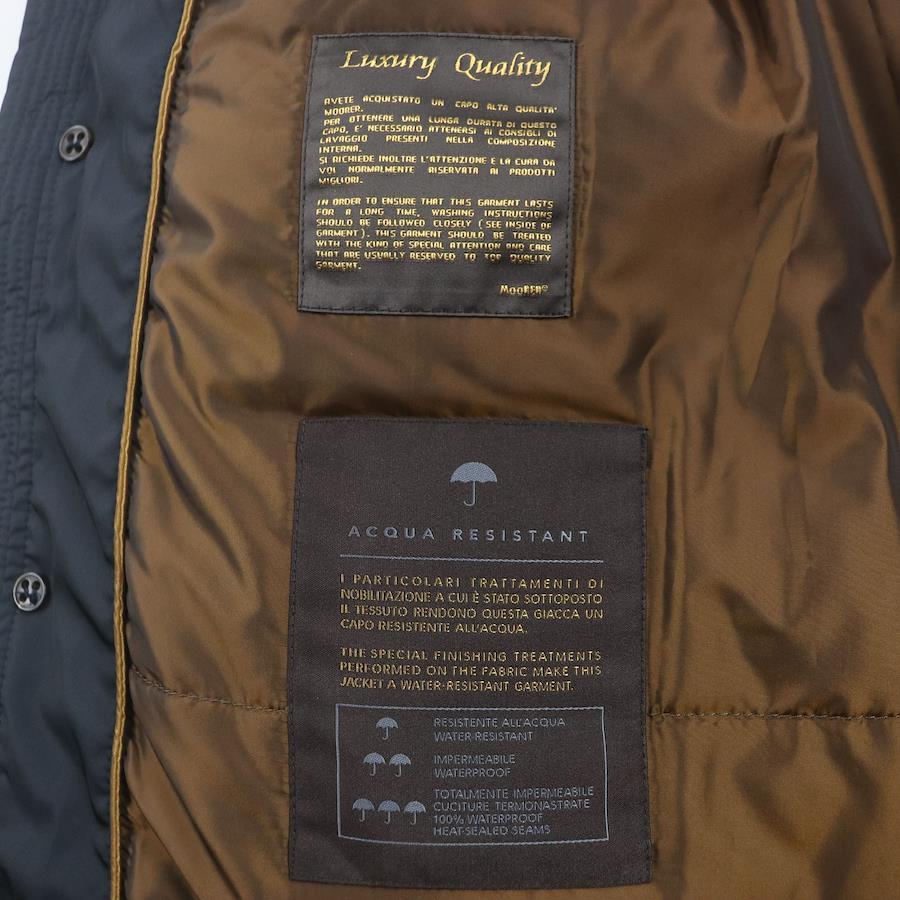 Luxury Quality
AVETE ACQUISTATO UN CAPO ALTA QUALITA'
MOORER.
PER OTTENERE UNA LUNGA DURATA DI QUESTO
CAPO, E' NECESSARIO ATTENERSI AI CONSIGLI DI
LAVAGGIO PRESENTI NELLA COMPOSIZIONE
INTERNA.
SI RICHIEDE INOLTRE L'ATTENZIONE E LA CURA DA
VOI NORMALMENTE RISERVATA AI PRODOTTI
MIGLIORI.
IN ORDER TO ENSURE THAT THIS GARMENT LASTS
FOR A LONG TIME, WASHING INSTRUCTIONS
SHOULD BE FOLLOWED CLOSELY (SEE INSIDE OF
GARMENT). THIS GARMENT SHOULD BE TREATED
WITH THE KIND OF SPECIAL ATTENTION AND CARE
THAT ARE USUALLY RESERVED TO TOP QUALITY
GARMENT.
MOORER®
ACQUA RESISTANT
I PARTICOLARI TRATTAMENTI DI
NOBILITAZIONE A CUI È STATO SOTTOPOSTO
IL TESSUTO RENDONO QUESTA GIACCA UN
CAPO RESISTENTE ALL'ACQUA.
THE SPECIAL FINISHING TREATMENTS
PERFORMED ON THE FABRIC MAKE THIS
JACKET A WATER-RESISTANT GARMENT.
RESISTENTE ALL'ACQUA
WATER-RESISTANT
IMPERMEABILE
WATERPROOF
TOTALMENTE IMPERMEABILE
CUCITURE TERMONASTRATE
100% WATERPROOF
HEAT-SEALED SEAMS